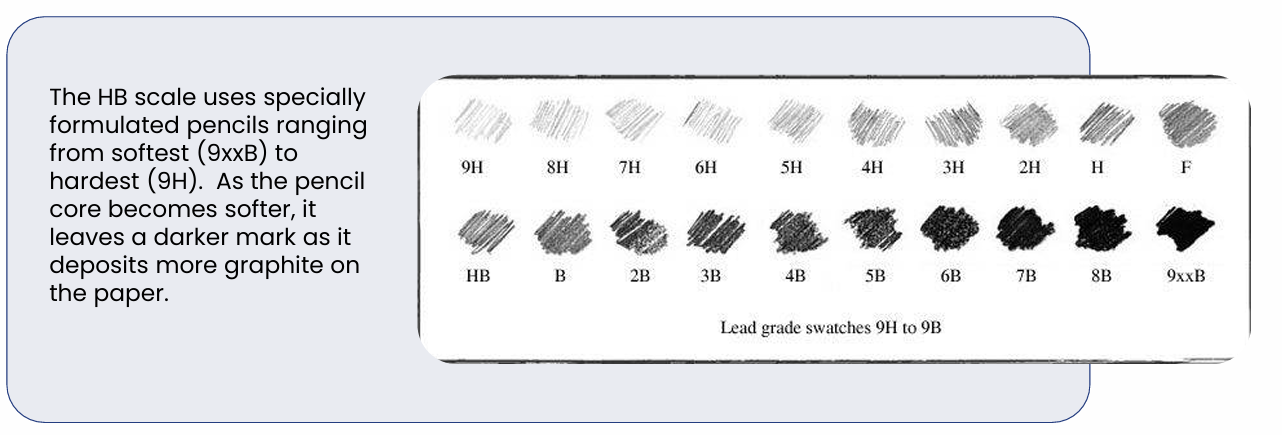 The HB scale uses specially
formulated pencils ranging
from softest (9xxB) to
hardest (9H).  As the pencil
core becomes softer, it
leaves a darker mark as it
deposits more graphite on
the paper.
9H 8H 7H 6H 5H 4H 3H 2H H F
HB B 2B 3B 4B 5B 6B 7B 8B 9xxB
Lead grade swatches 9H to 9B